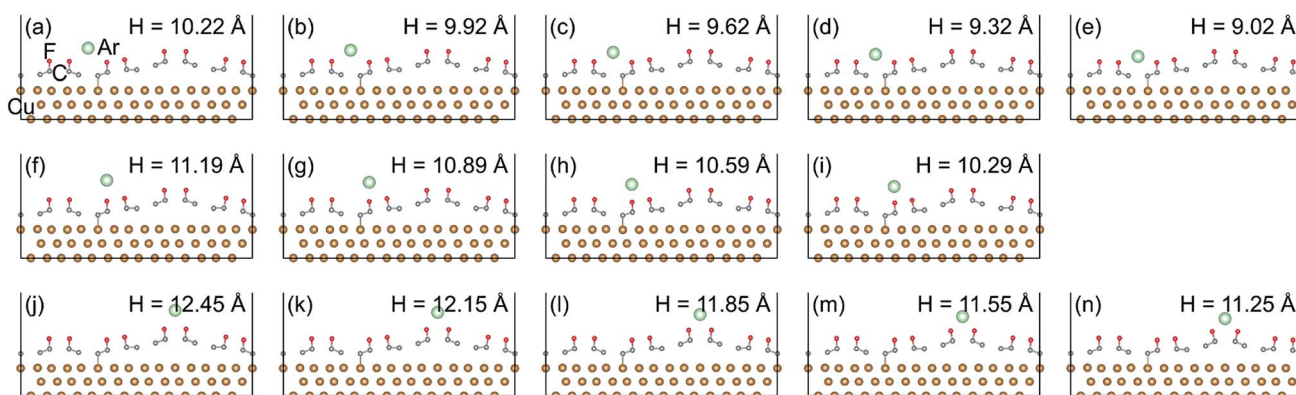 (a) H = 10.22 Å (b) H = 9.92 Å (c) H = 9.62 Å (d) H = 9.32 Å (e) H = 9.02 Å
F Ar
C
Cu
(f) H = 11.19 Å (g) H = 10.89 Å (h) H = 10.59 Å (i) H = 10.29 Å
(j) H = 12.45 Å (k) H = 12.15 Å (l) H = 11.85 Å (m) H = 11.55 Å (n) H = 11.25 Å